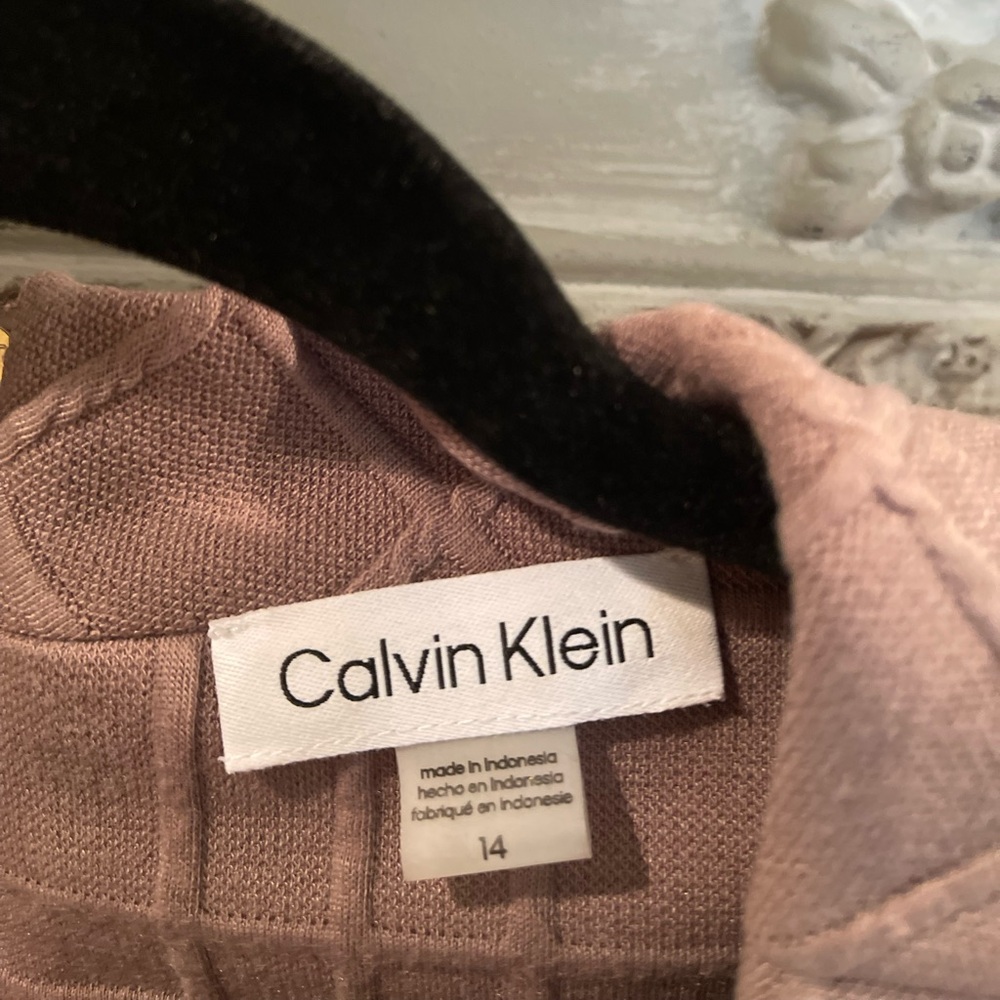 Calvin Klein
made in Indonesia
hecho en Indonesia
fabriqué en indonesie
14